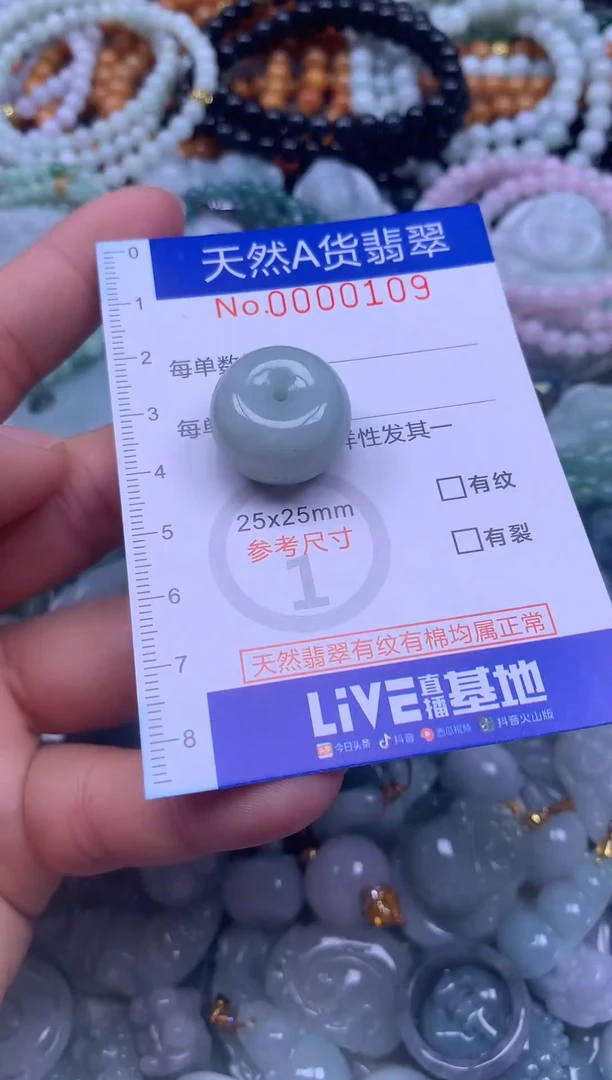 天然A货翡翠
No.0000109
0
1
每单数
2
每单
样性发其一
3
4
有纹
25x25mm
有裂
参考尺寸
5
1
6
天然翡翠有纹有棉均属正常
7
LiVE直播基地
今日头条 抖音 西瓜视频 抖音火山版
8